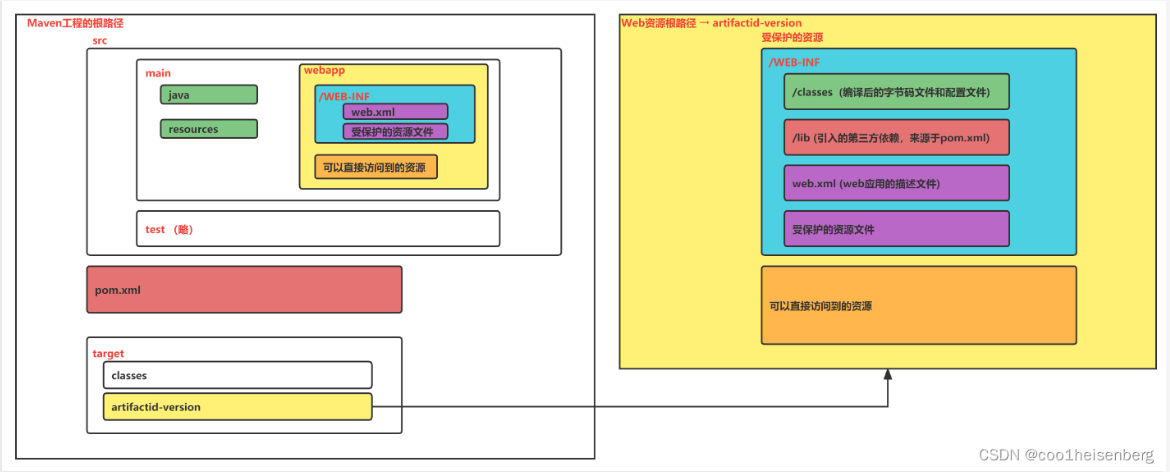 Maven工程的根路径
src
main
java
resources
webapp
/WEB-INF
web.xml
受保护的资源文件
可以直接访问到的资源
test （略）
pom.xml
target
classes
artifactid-version
Web资源根路径 → artifactid-version
受保护的资源
/WEB-INF
/classes（编译后的字节码文件和配置文件）
/lib (引入的第三方依赖，来源于pom.xml)
web.xml (web应用的描述文件)
受保护的资源文件
可以直接访问到的资源
CSDN @coo1heisenberg